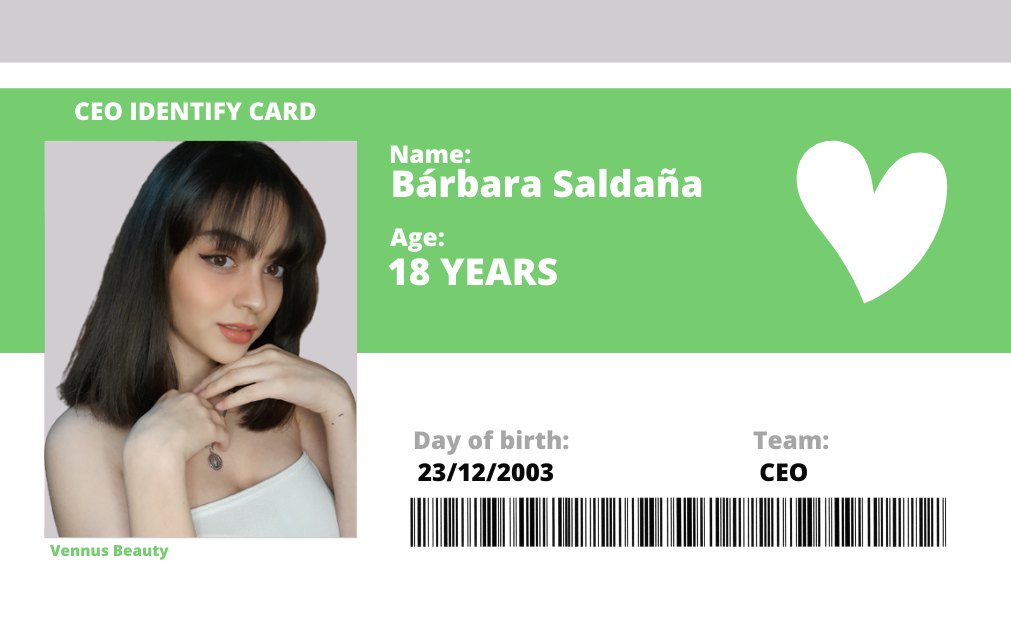 CEO IDENTIFY CARD
Name:
Bárbara Saldaña
Age:
18 YEARS
Day of birth:
23/12/2003
Team:
CEO
Vennus Beauty